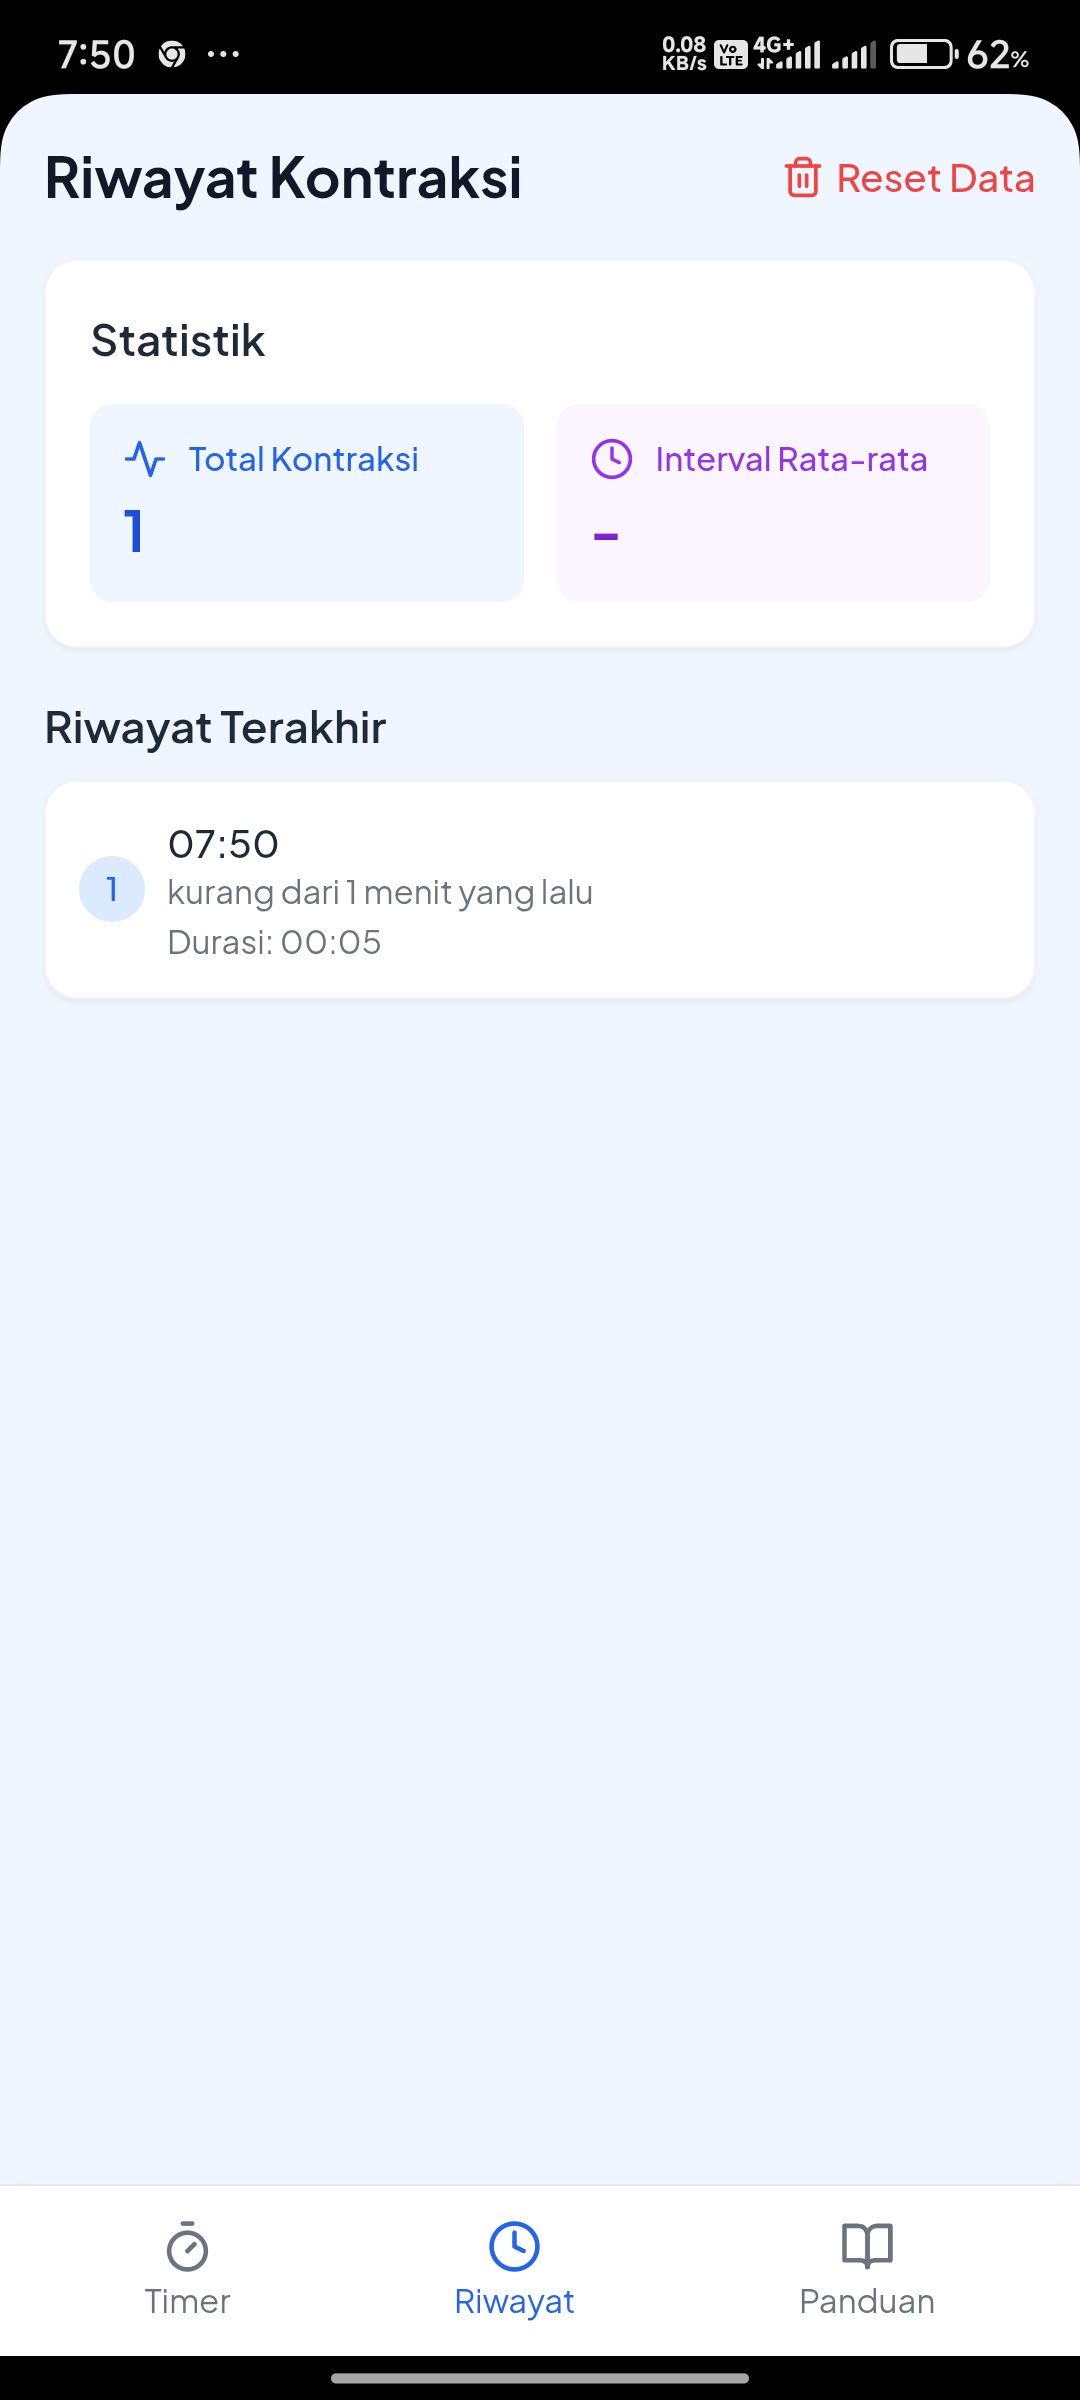 7:50 ... 0.08 KB/s Vo LTE 4G+ 62%
Riwayat Kontraksi Reset Data
Statistik
Total Kontraksi Interval Rata-rata
1 -
Riwayat Terakhir
07:50
1 kurang dari 1 menit yang lalu
Durasi: 00:05
Timer Riwayat Panduan